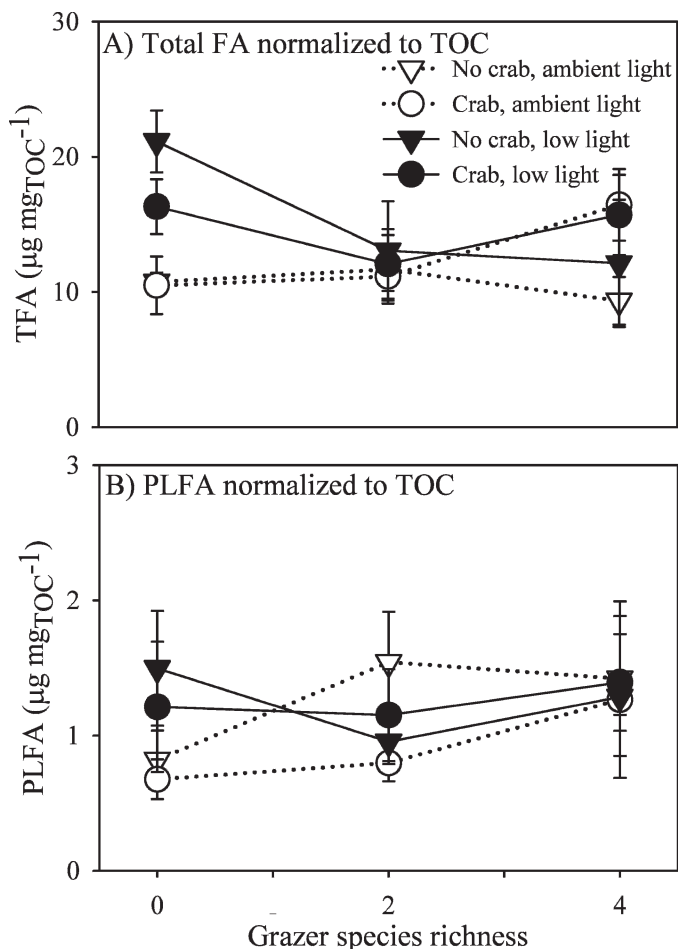 A) Total FA normalized to TOC
No crab, ambient light
Crab, ambient light
No crab, low light
Crab, low light
30
20
10
0
TFA (µg mg_TOC^-1)
B) PLFA normalized to TOC
3
2
1
0
PLFA (µg mg_TOC^-1)
0 2 4
Grazer species richness